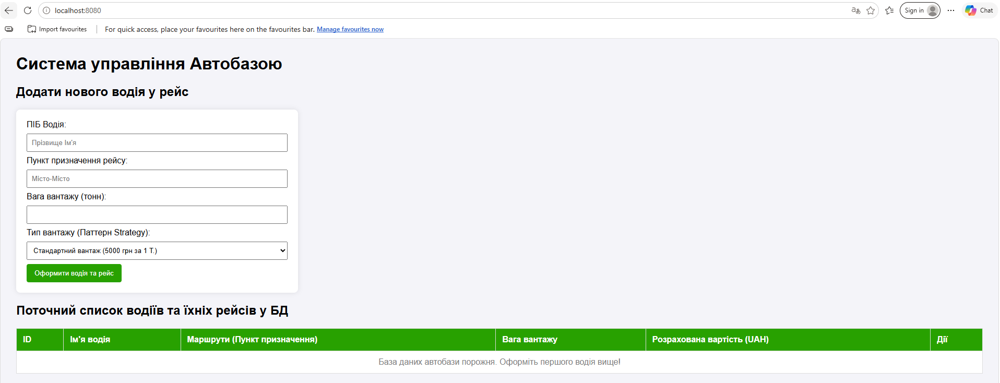 localhost:8080
Sign in
Chat
Import favourites
For quick access, place your favourites here on the favourites bar. Manage favourites now
Система управління Автобазою
Додати нового водія у рейс
ПІБ Водія:
Прізвище Ім'я
Пункт призначення рейсу:
Місто-Місто
Вага вантажу (тонн):
Тип вантажу (Паттерн Strategy):
Стандартний вантаж (5000 грн за 1 Т.)
Оформити водія та рейс
Поточний список водіїв та їхніх рейсів у БД
ID Ім'я водія Маршрути (Пункт призначення) Вага вантажу Розрахована вартість (UAH) Дії
База даних автобази порожня. Оформіть першого водія вище!